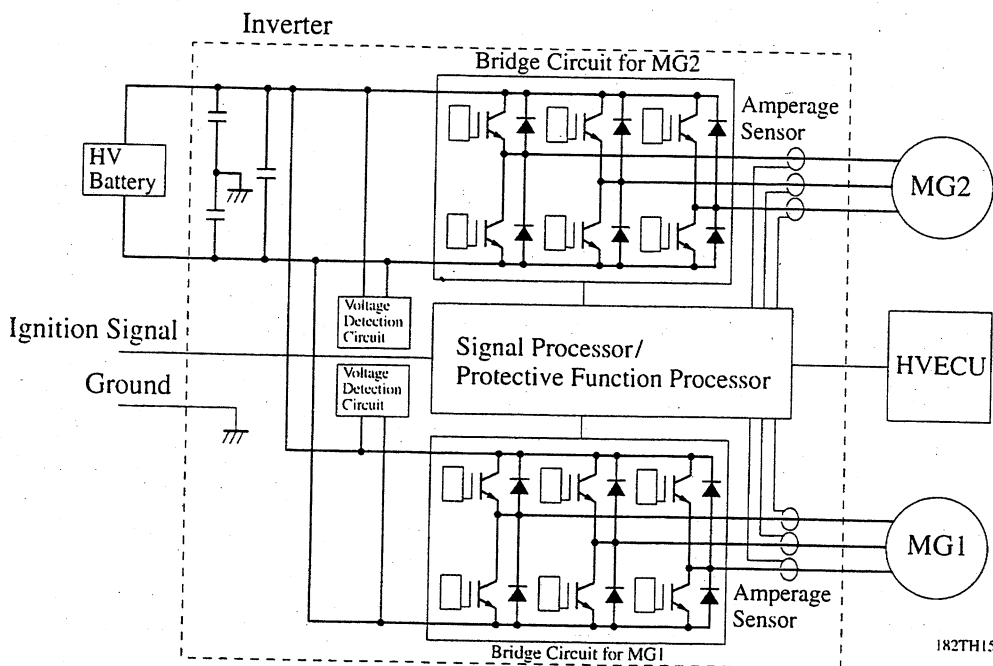 Inverter
Bridge Circuit for MG2
Amperage
Sensor
HV
Battery
MG2
Voltage
Detection
Circuit
Ignition Signal
Signal Processor/
Protective Function Processor
HVECU
Voltage
Detection
Circuit
Ground
MG1
Amperage
Sensor
Bridge Circuit for MG1
182TH15